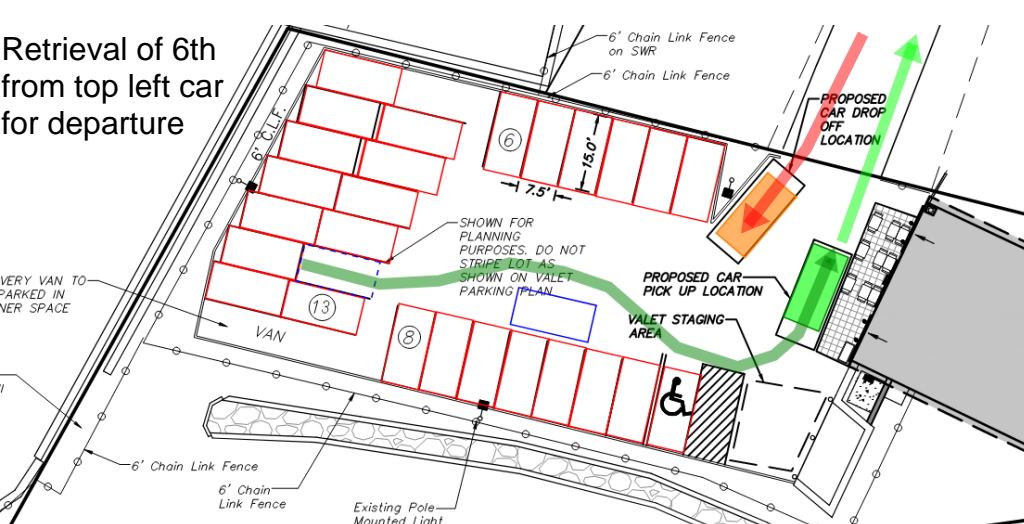 Retrieval of 6th
from top left car
for departure
6' Chain Link Fence
on SWR
6' Chain Link Fence
6' C.L.F.
6
15.0'
7.5'
PROPOSED
CAR DROP
OFF
LOCATION
SHOWN FOR
PLANNING
PURPOSES. DO NOT
STRIPE LOT AS
SHOWN ON VALET
PARKING PLAN
PROPOSED CAR
PICK UP LOCATION
VERY VAN TO
PARKED IN
NER SPACE
13
VAN
8
VALET STAGING
AREA
6' Chain Link Fence
6' Chain
Link Fence
Existing Pole
Mounted Light